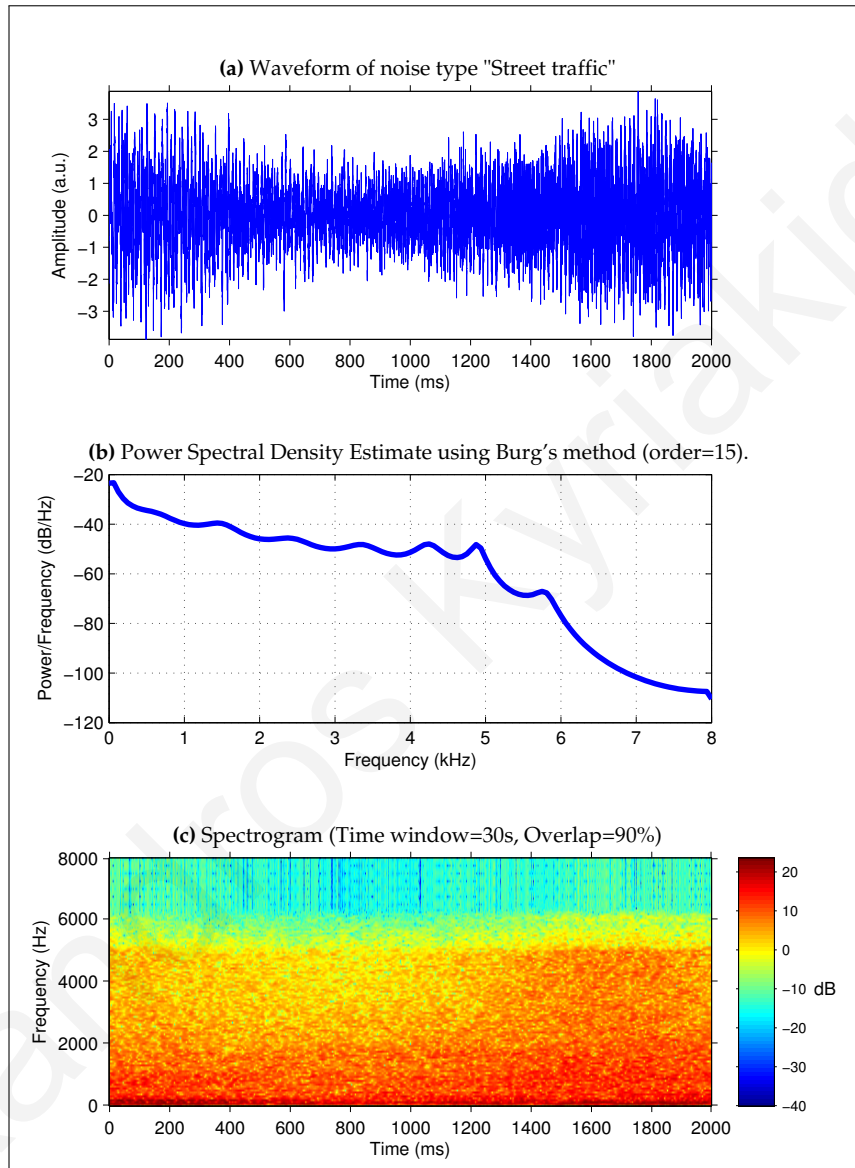 (a) Waveform of noise type "Street traffic"
Amplitude (a.u.)
3
2
1
0
−1
−2
−3
0 200 400 600 800 1000 1200 1400 1600 1800 2000
Time (ms)
(b) Power Spectral Density Estimate using Burg's method (order=15).
Power/Frequency (dB/Hz)
−20
−40
−60
−80
−100
−120
0 1 2 3 4 5 6 7 8
Frequency (kHz)
(c) Spectrogram (Time window=30s, Overlap=90%)
Frequency (Hz)
8000
6000
4000
2000
0
0 200 400 600 800 1000 1200 1400 1600 1800 2000
Time (ms)
20
10
0
−10
−20
−30
−40
dB
andros Kyriakid